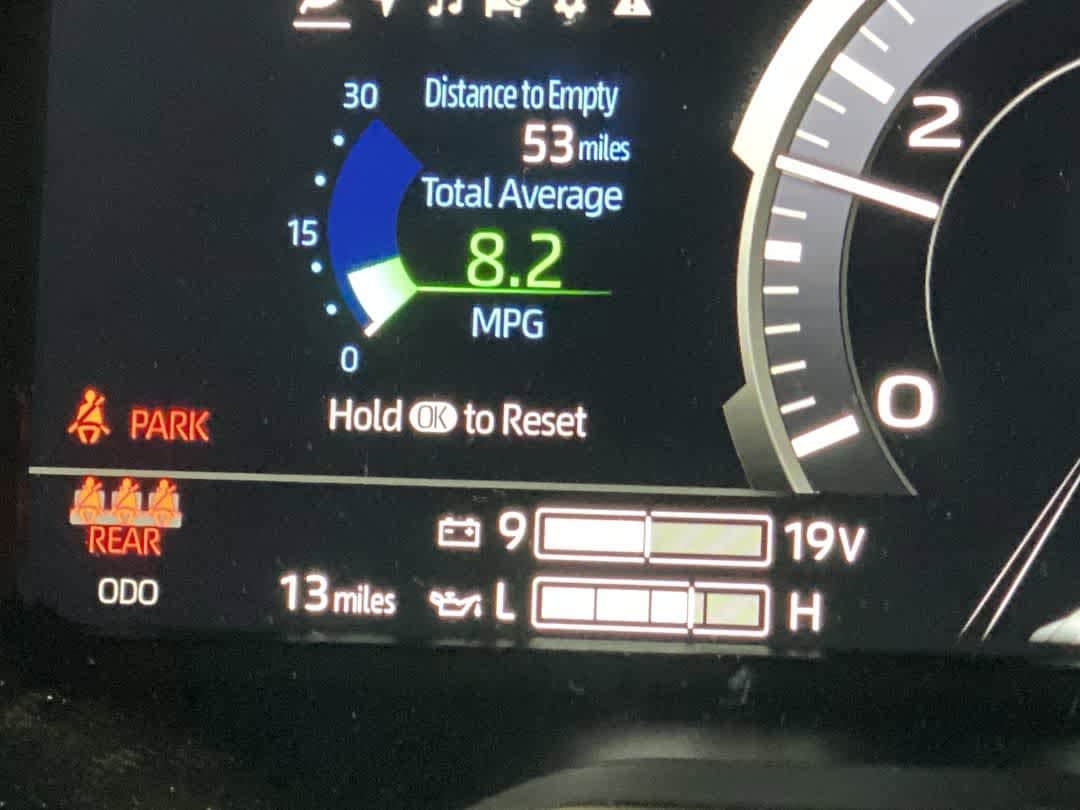 30
Distance to Empty
53 miles
Total Average
15
8.2
MPG
0
Hold OK to Reset
PARK
REAR
ODO
13 miles
9
19V
L
H
2
0